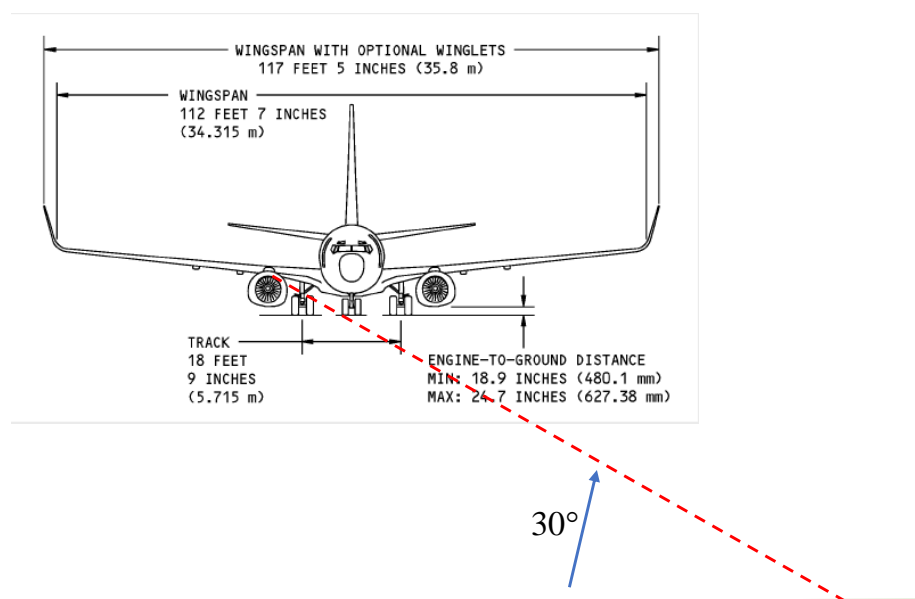 WINGSPAN WITH OPTIONAL WINGLETS
117 FEET 5 INCHES (35.8 m)
WINGSPAN
112 FEET 7 INCHES
(34.315 m)
TRACK
18 FEET
9 INCHES
(5.715 m)
ENGINE-TO-GROUND DISTANCE
MIN: 18.9 INCHES (480.1 mm)
MAX: 24.7 INCHES (627.38 mm)
30°